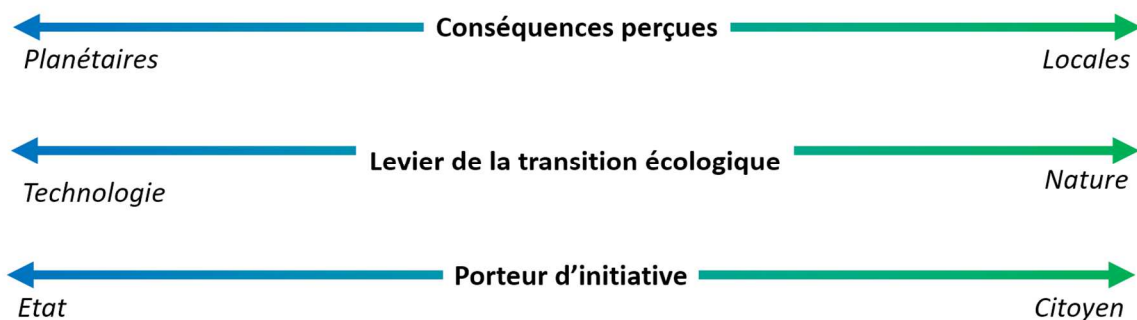 Conséquences perçues
Planétaires
Locales
Levier de la transition écologique
Technologie
Nature
Porteur d’initiative
Etat
Citoyen